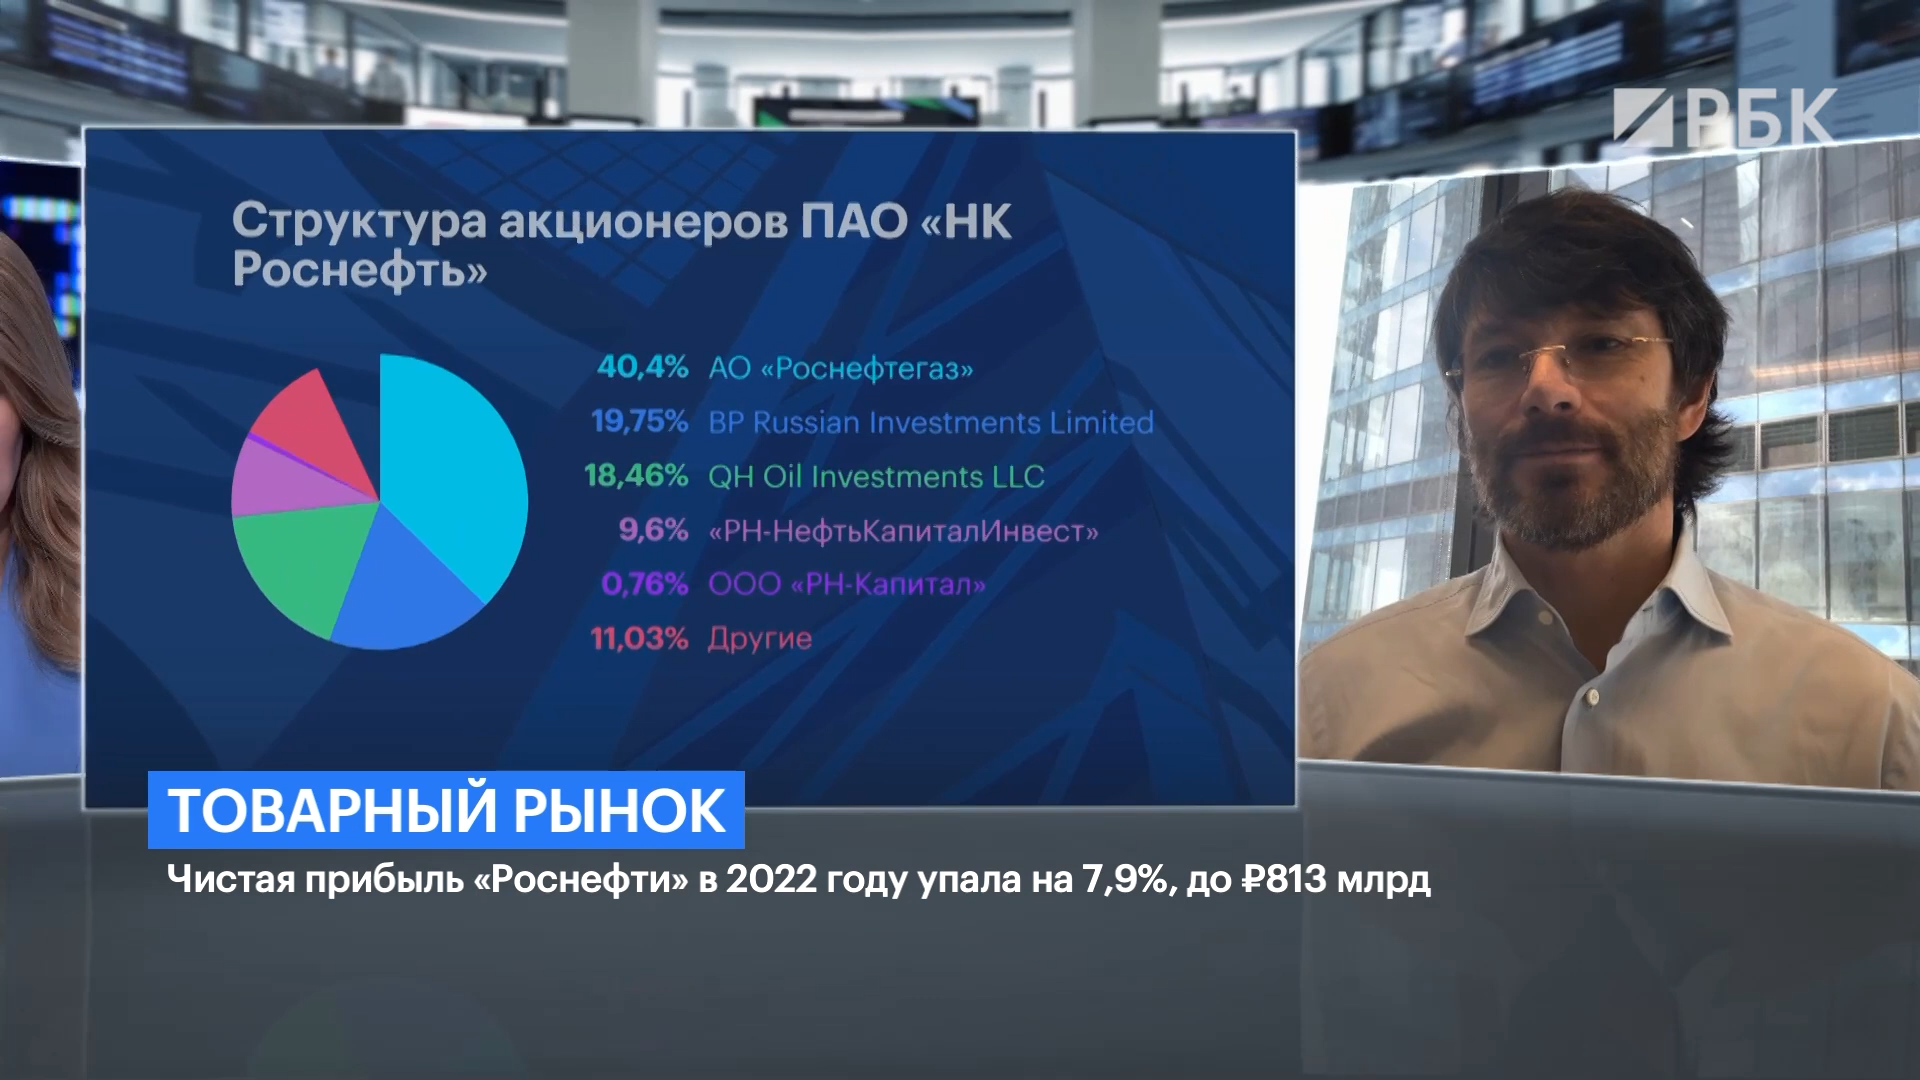 РБК
Структура акционеров ПАО «НК
Роснефть»
40,4% АО «Роснефтегаз»
19,75% BP Russian Investments Limited
18,46% QH Oil Investments LLC
9,6% «РН-НефтьКапиталИнвест»
0,76% ООО «РН-Капитал»
11,03% Другие
ТОВАРНЫЙ РЫНОК
Чистая прибыль «Роснефти» в 2022 году упала на 7,9%, до ₽813 млрд